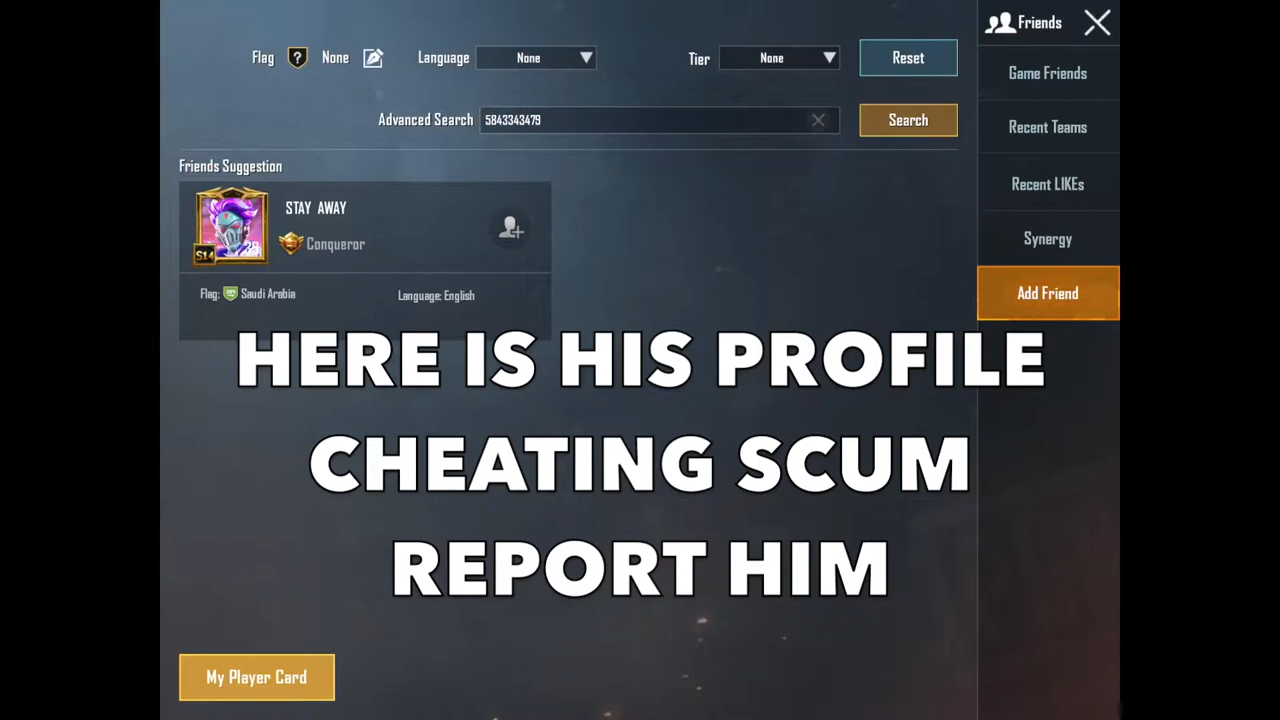 Friends
Flag ? None Language None Tier None Reset
Game Friends
Advanced Search 5843343479 Search
Recent Teams
Friends Suggestion
Recent LIKEs
STAY AWAY
Conqueror
S14
Synergy
Flag: Saudi Arabia Language: English
Add Friend
HERE IS HIS PROFILE
CHEATING SCUM
REPORT HIM
My Player Card